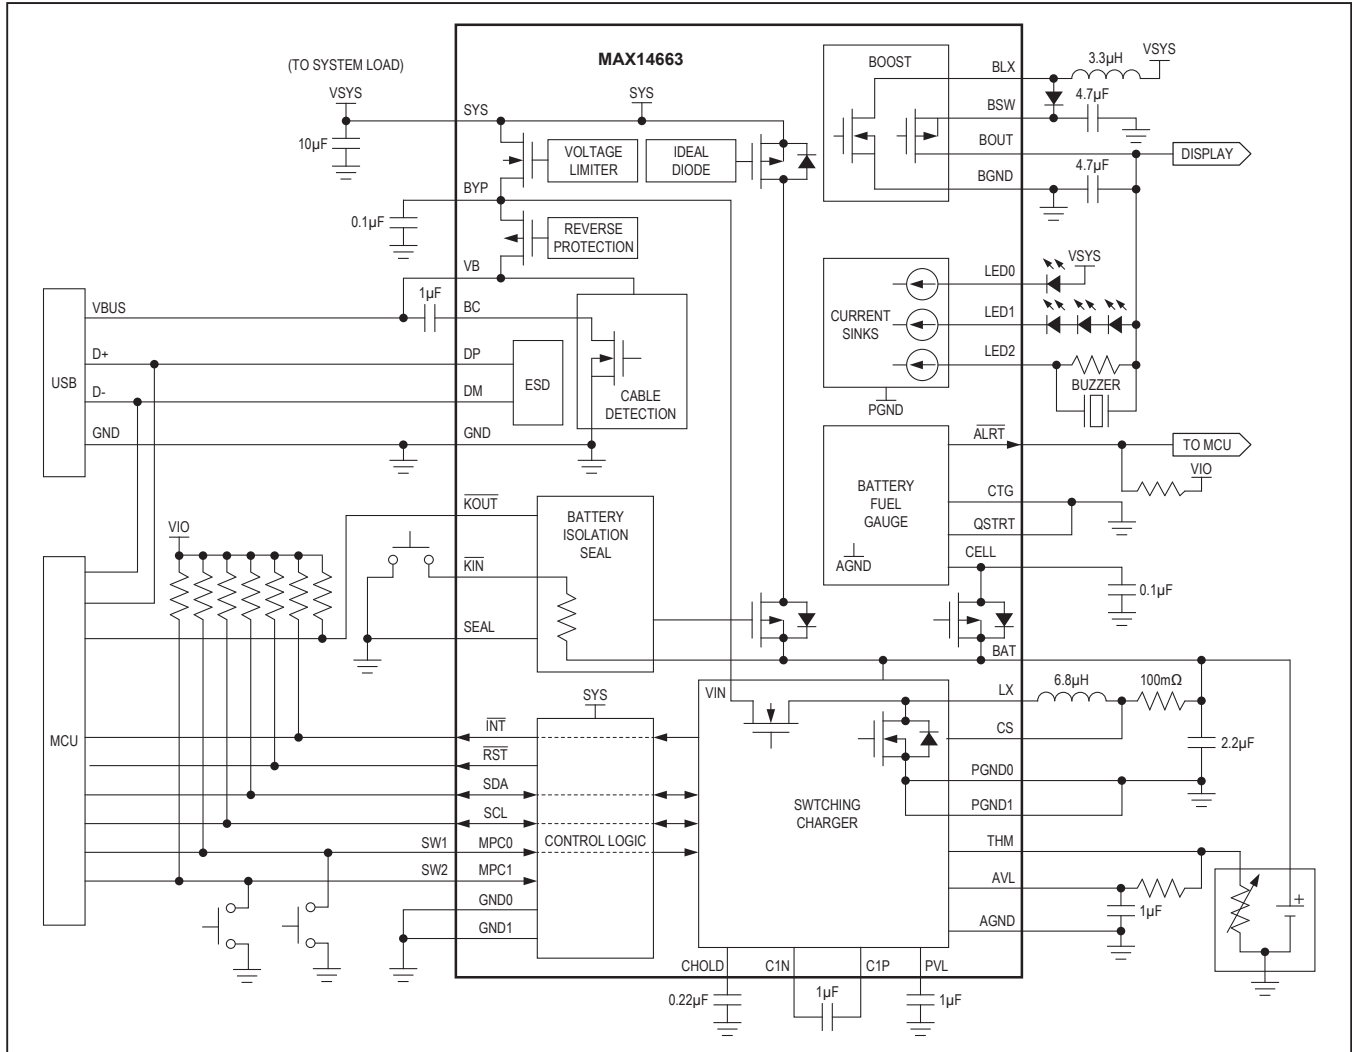 MAX14663
(TO SYSTEM LOAD)
VSYS
10µF
SYS
SYS
VOLTAGE
LIMITER
IDEAL
DIODE
BYP
0.1µF
REVERSE
PROTECTION
VB
BOOST
BLX
3.3µH
VSYS
BSW
4.7µF
BOUT
DISPLAY
BGND
4.7µF
CURRENT
SINKS
LED0
VSYS
LED1
LED2
BUZZER
PGND
USB
VBUS
1µF
BC
D+
DP
D-
DM
ESD
CABLE
DETECTION
GND
GND
BATTERY
FUEL
GAUGE
ALRT
TO MCU
VIO
CTG
QSTRT
AGND
CELL
0.1µF
KOUT
BATTERY
ISOLATION
SEAL
VIO
KIN
SEAL
BAT
MCU
SYS
INT
RST
SDA
SCL
SW1
MPC0
CONTROL LOGIC
SW2
MPC1
GND0
GND1
VIN
SWTCHING
CHARGER
LX
6.8µH
100mΩ
CS
2.2µF
PGND0
PGND1
THM
AVL
1µF
AGND
+
CHOLD
C1N
C1P
PVL
0.22µF
1µF
1µF